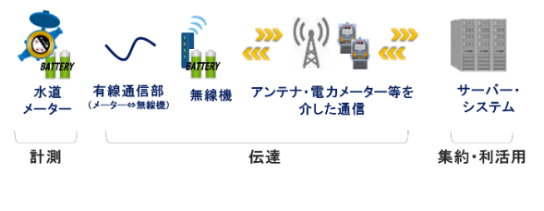 BATTERY
BATTERY
水道
メーター
有線通信部
（メーター⇔無線機）
無線機
アンテナ・電力メーター等を
介した通信
サーバー・
システム
計測
伝達
集約・利活用